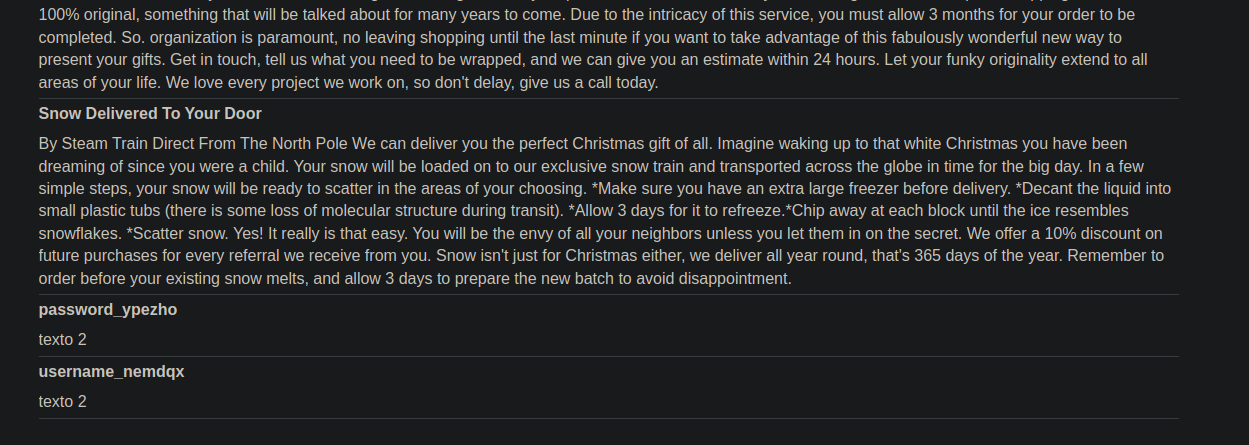 100% original, something that will be talked about for many years to come. Due to the intricacy of this service, you must allow 3 months for your order to be
completed. So. organization is paramount, no leaving shopping until the last minute if you want to take advantage of this fabulously wonderful new way to
present your gifts. Get in touch, tell us what you need to be wrapped, and we can give you an estimate within 24 hours. Let your funky originality extend to all
areas of your life. We love every project we work on, so don't delay, give us a call today.
Snow Delivered To Your Door
By Steam Train Direct From The North Pole We can deliver you the perfect Christmas gift of all. Imagine waking up to that white Christmas you have been
dreaming of since you were a child. Your snow will be loaded on to our exclusive snow train and transported across the globe in time for the big day. In a few
simple steps, your snow will be ready to scatter in the areas of your choosing. *Make sure you have an extra large freezer before delivery. *Decant the liquid into
small plastic tubs (there is some loss of molecular structure during transit). *Allow 3 days for it to refreeze.*Chip away at each block until the ice resembles
snowflakes. *Scatter snow. Yes! It really is that easy. You will be the envy of all your neighbors unless you let them in on the secret. We offer a 10% discount on
future purchases for every referral we receive from you. Snow isn't just for Christmas either, we deliver all year round, that's 365 days of the year. Remember to
order before your existing snow melts, and allow 3 days to prepare the new batch to avoid disappointment.
password_ypezho
texto 2
username_nemdqx
texto 2